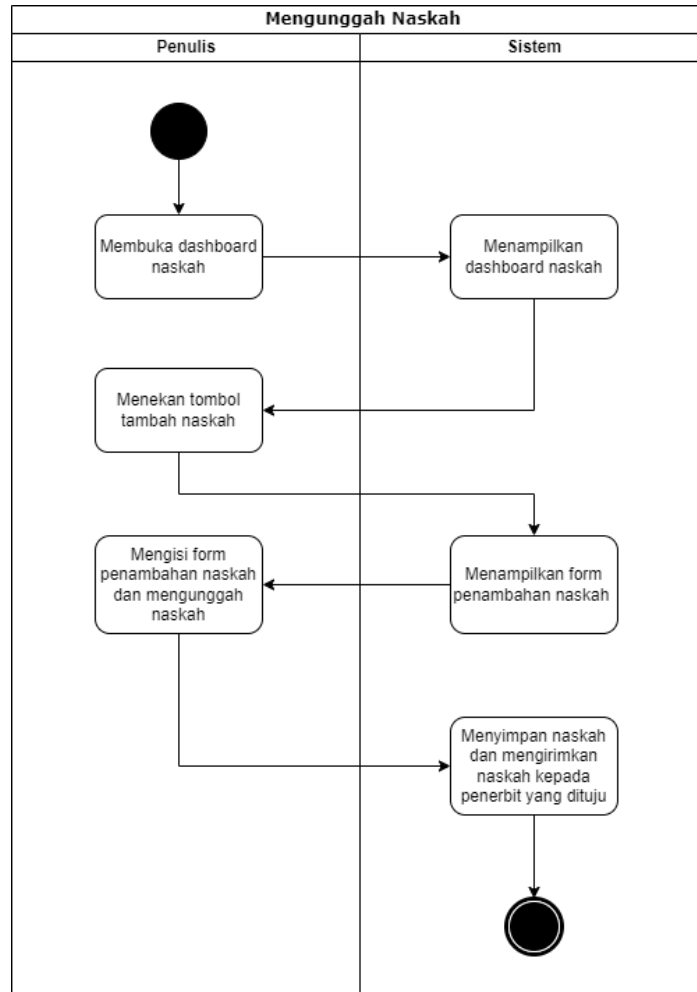 Mengunggah Naskah
Penulis
Sistem
Membuka dashboard
naskah
Menampilkan
dashboard naskah
Menekan tombol
tambah naskah
Mengisi form
penambahan naskah
dan mengunggah
naskah
Menampilkan form
penambahan naskah
Menyimpan naskah
dan mengirimkan
naskah kepada
penerbit yang dituju